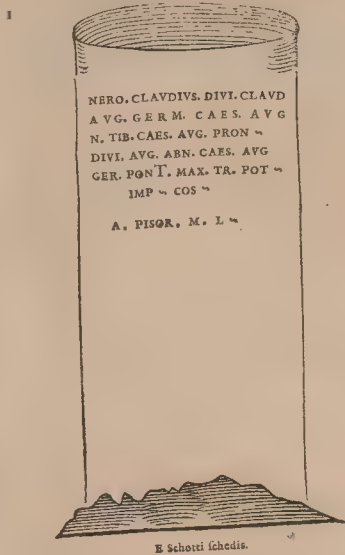 I
NERO. CLAVDIVS. DIVI. CLAVD
AVG. GERM. CAES. AVG
N. TIB. CAES. AVG. PRON ~
DIVI. AVG. ABN. CAES. AVG
GER. PONT. MAX. TR. POT ~
IMP ~ COS ~
A. PISOR. M. L ~
E Schotti schedis.